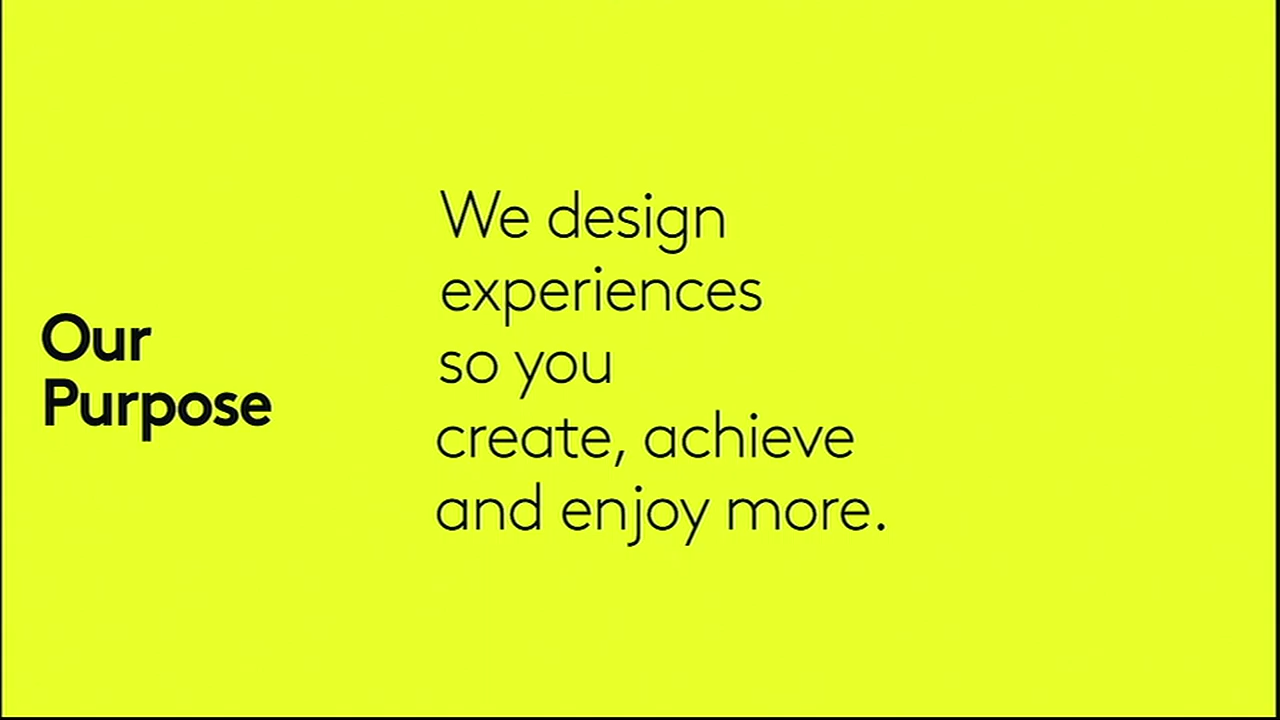 Our
Purpose
We design
experiences
so you
create, achieve
and enjoy more.